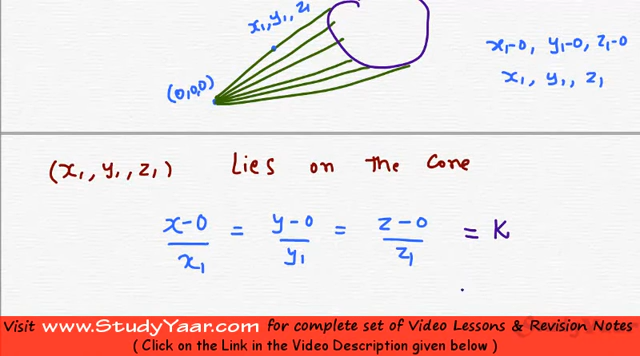 x₁, y₁, z₁
(0,0,0)
x₁-0, y₁-0, z₁-0
x₁, y₁, z₁
(x₁, y₁, z₁) Lies on the Cone
x-0/x₁ = y-0/y₁ = z-0/z₁ = K
Visit www.StudyYaar.com for complete set of Video Lessons & Revision Notes
( Click on the Link in the Video Description given below )